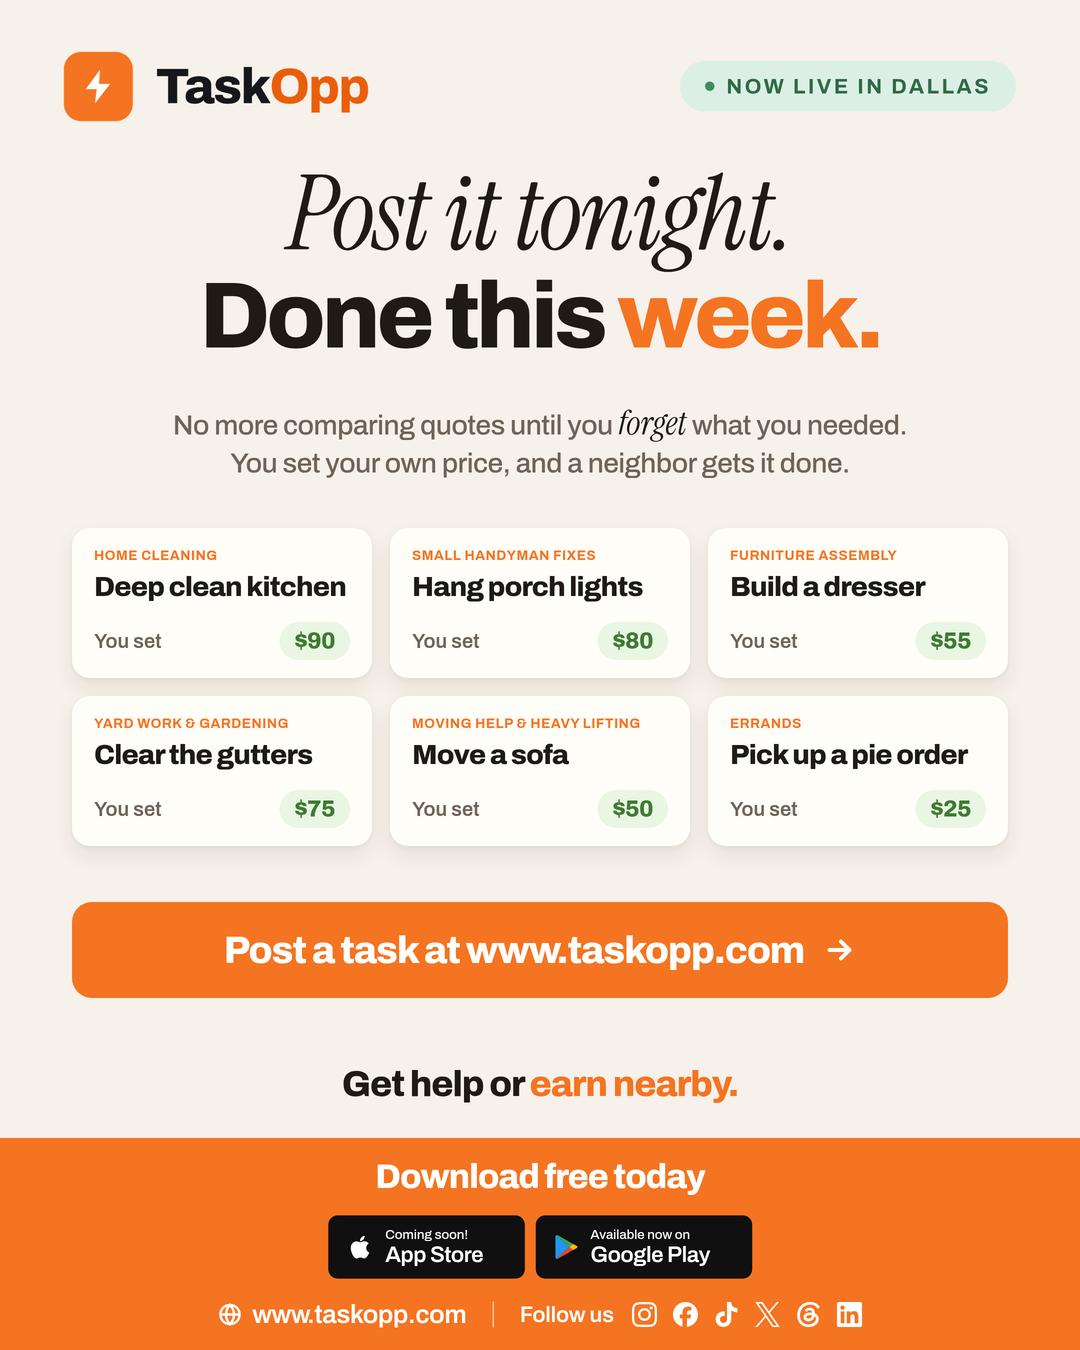 TaskOpp
NOW LIVE IN DALLAS
Post it tonight.
Done this week.
No more comparing quotes until you forget what you needed.
You set your own price, and a neighbor gets it done.
HOME CLEANING
Deep clean kitchen
You set $90
SMALL HANDYMAN FIXES
Hang porch lights
You set $80
FURNITURE ASSEMBLY
Build a dresser
You set $55
YARD WORK & GARDENING
Clear the gutters
You set $75
MOVING HELP & HEAVY LIFTING
Move a sofa
You set $50
ERRANDS
Pick up a pie order
You set $25
Post a task at www.taskopp.com →
Get help or earn nearby.
Download free today
Coming soon!
App Store
Available now on
Google Play
www.taskopp.com
Follow us